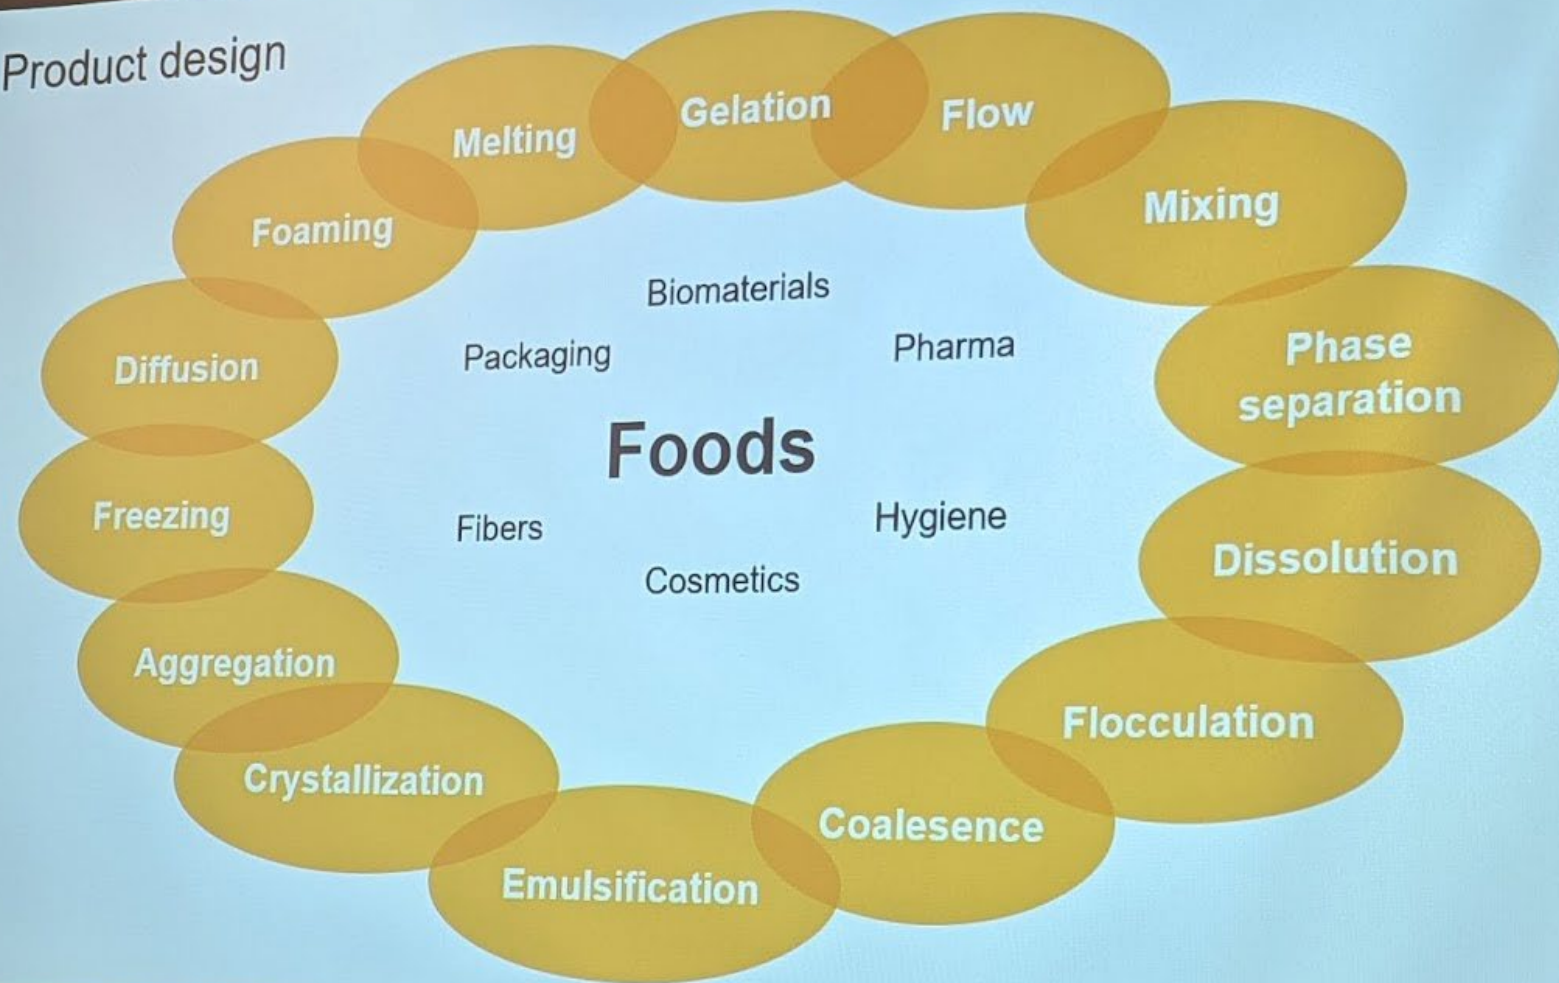 Product design
Gelation
Flow
Melting
Mixing
Foaming
Biomaterials
Packaging
Pharma
Phase
separation
Diffusion
Foods
Freezing
Fibers
Hygiene
Dissolution
Cosmetics
Aggregation
Flocculation
Crystallization
Coalesence
Emulsification